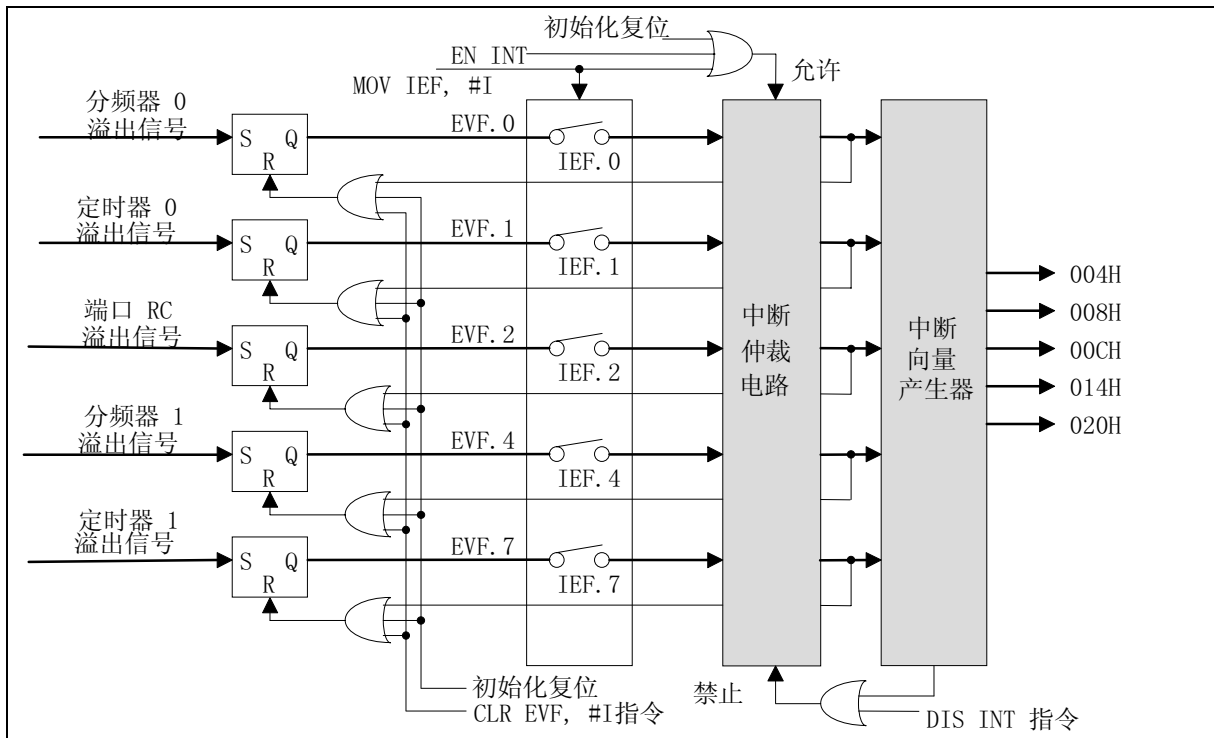 初始化复位
EN INT
MOV IEF, #I
允许
分频器 0
溢出信号
S Q
R
EVF.0
IEF.0
定时器 0
溢出信号
S Q
R
EVF.1
IEF.1
端口 RC
溢出信号
S Q
R
EVF.2
IEF.2
分频器 1
溢出信号
S Q
R
EVF.4
IEF.4
定时器 1
溢出信号
S Q
R
EVF.7
IEF.7
中断
仲裁
电路
中断
向量
产生器
004H
008H
00CH
014H
020H
初始化复位
CLR EVF, #I指令
禁止
DIS INT 指令